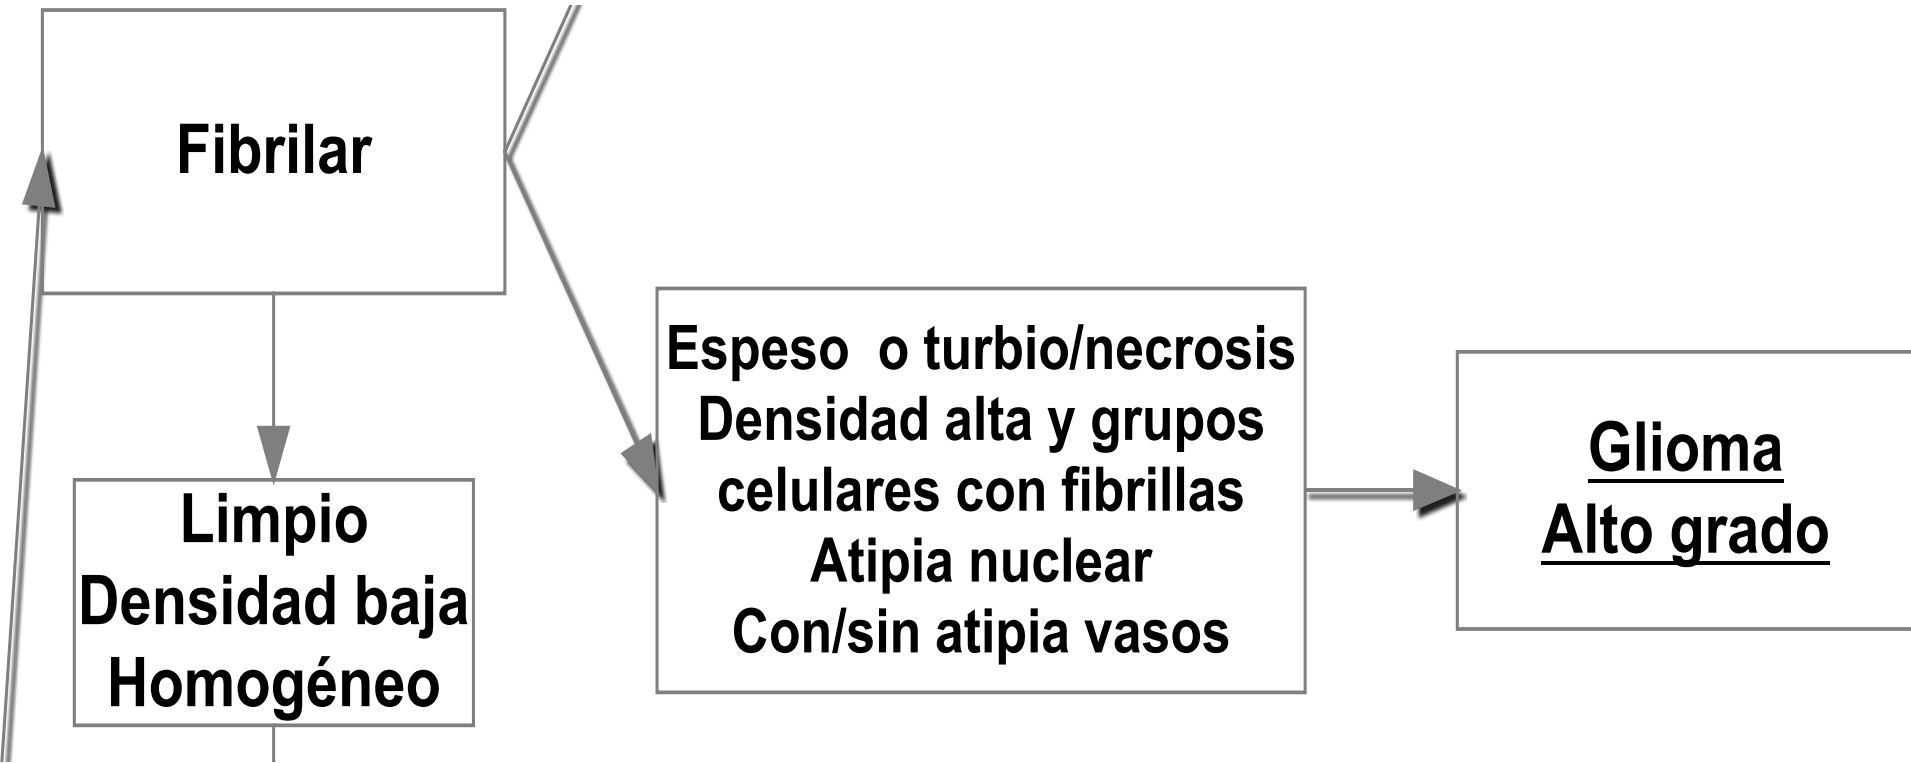 Fibrilar
Limpio
Densidad baja
Homogéneo
Espeso  o turbio/necrosis
Densidad alta y grupos
celulares con fibrillas
Atipia nuclear
Con/sin atipia vasos
Glioma
Alto grado